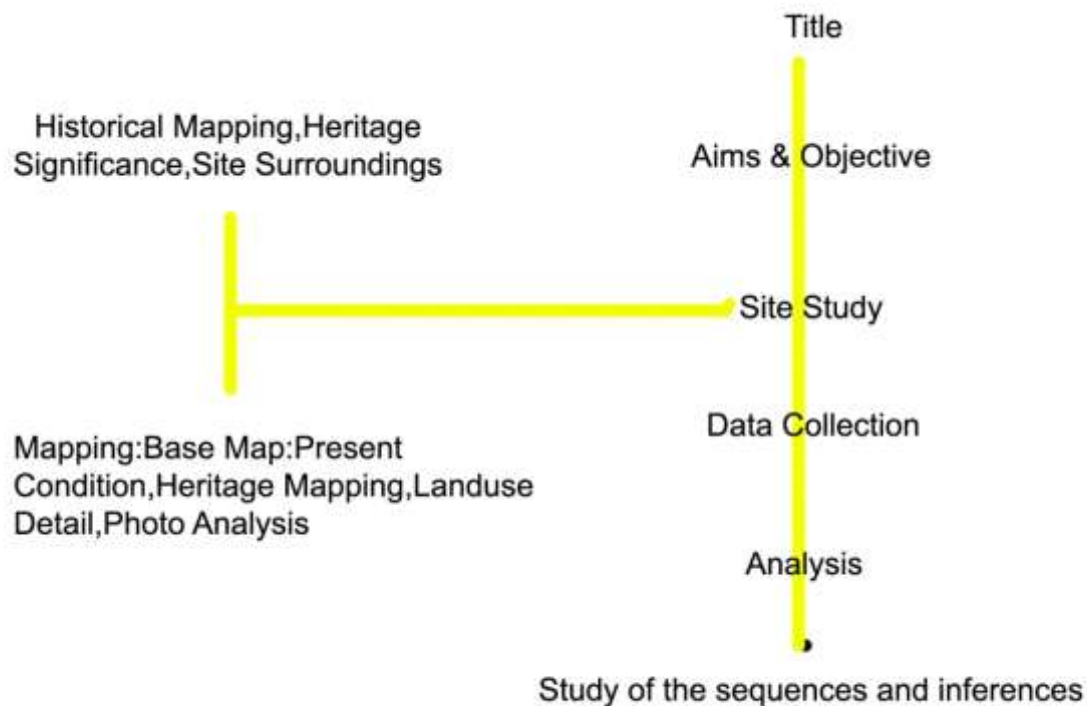 Title
Historical Mapping,Heritage
Significance,Site Surroundings
Aims & Objective
Site Study
Data Collection
Mapping:Base Map:Present
Condition,Heritage Mapping,Landuse
Detail,Photo Analysis
Analysis
Study of the sequences and inferences